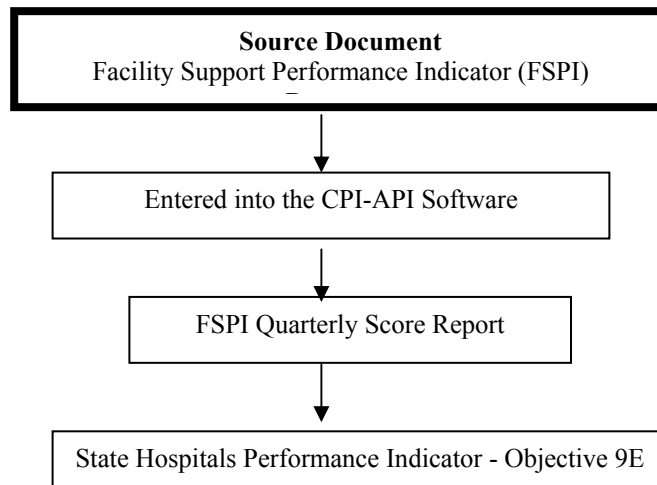 Source Document
Facility Support Performance Indicator (FSPI)
Entered into the CPI-API Software
FSPI Quarterly Score Report
State Hospitals Performance Indicator - Objective 9E